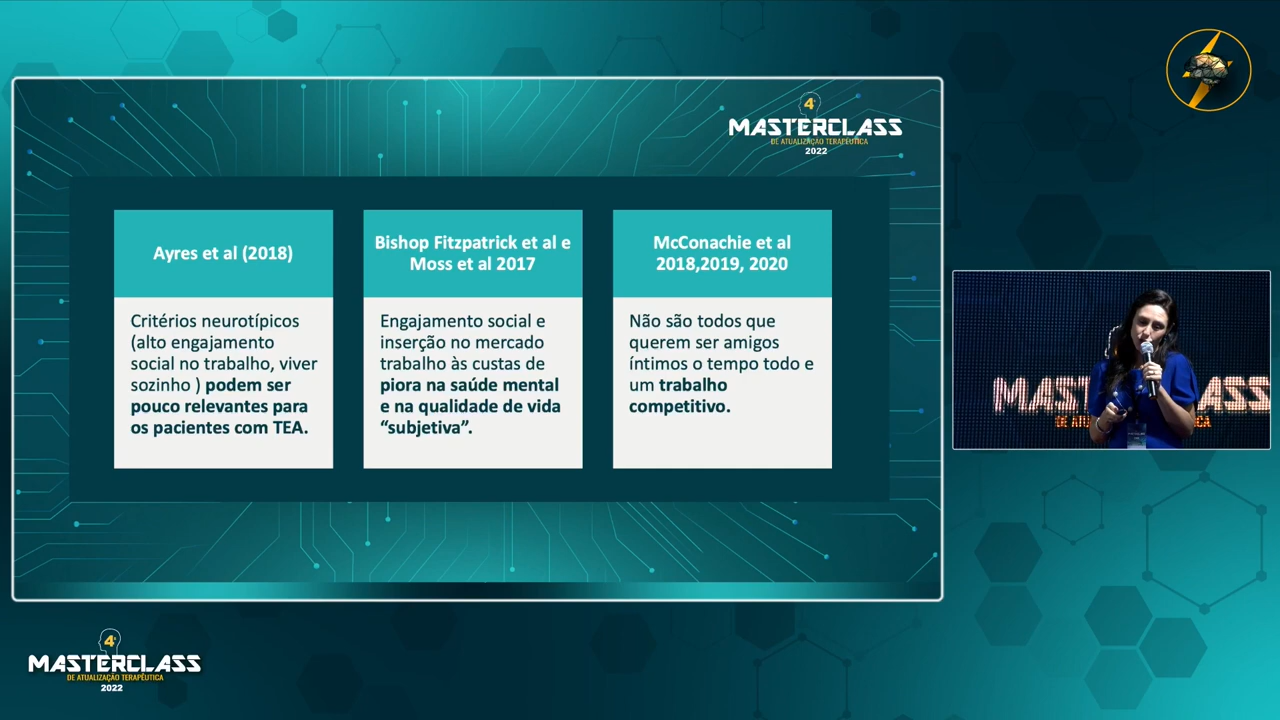 4ª
MASTERCLASS
DE ATUALIZAÇÃO TERAPÊUTICA
2022
Ayres et al (2018)
Critérios neurotípicos
(alto engajamento
social no trabalho, viver
sozinho ) podem ser
pouco relevantes para
os pacientes com TEA.
Bishop Fitzpatrick et al e
Moss et al 2017
Engajamento social e
inserção no mercado
trabalho às custas de
piora na saúde mental
e na qualidade de vida
“subjetiva”.
McConachie et al
2018,2019, 2020
Não são todos que
querem ser amigos
íntimos o tempo todo e
um trabalho
competitivo.
4ª
MASTERCLASS
DE ATUALIZAÇÃO TERAPÊUTICA
2022